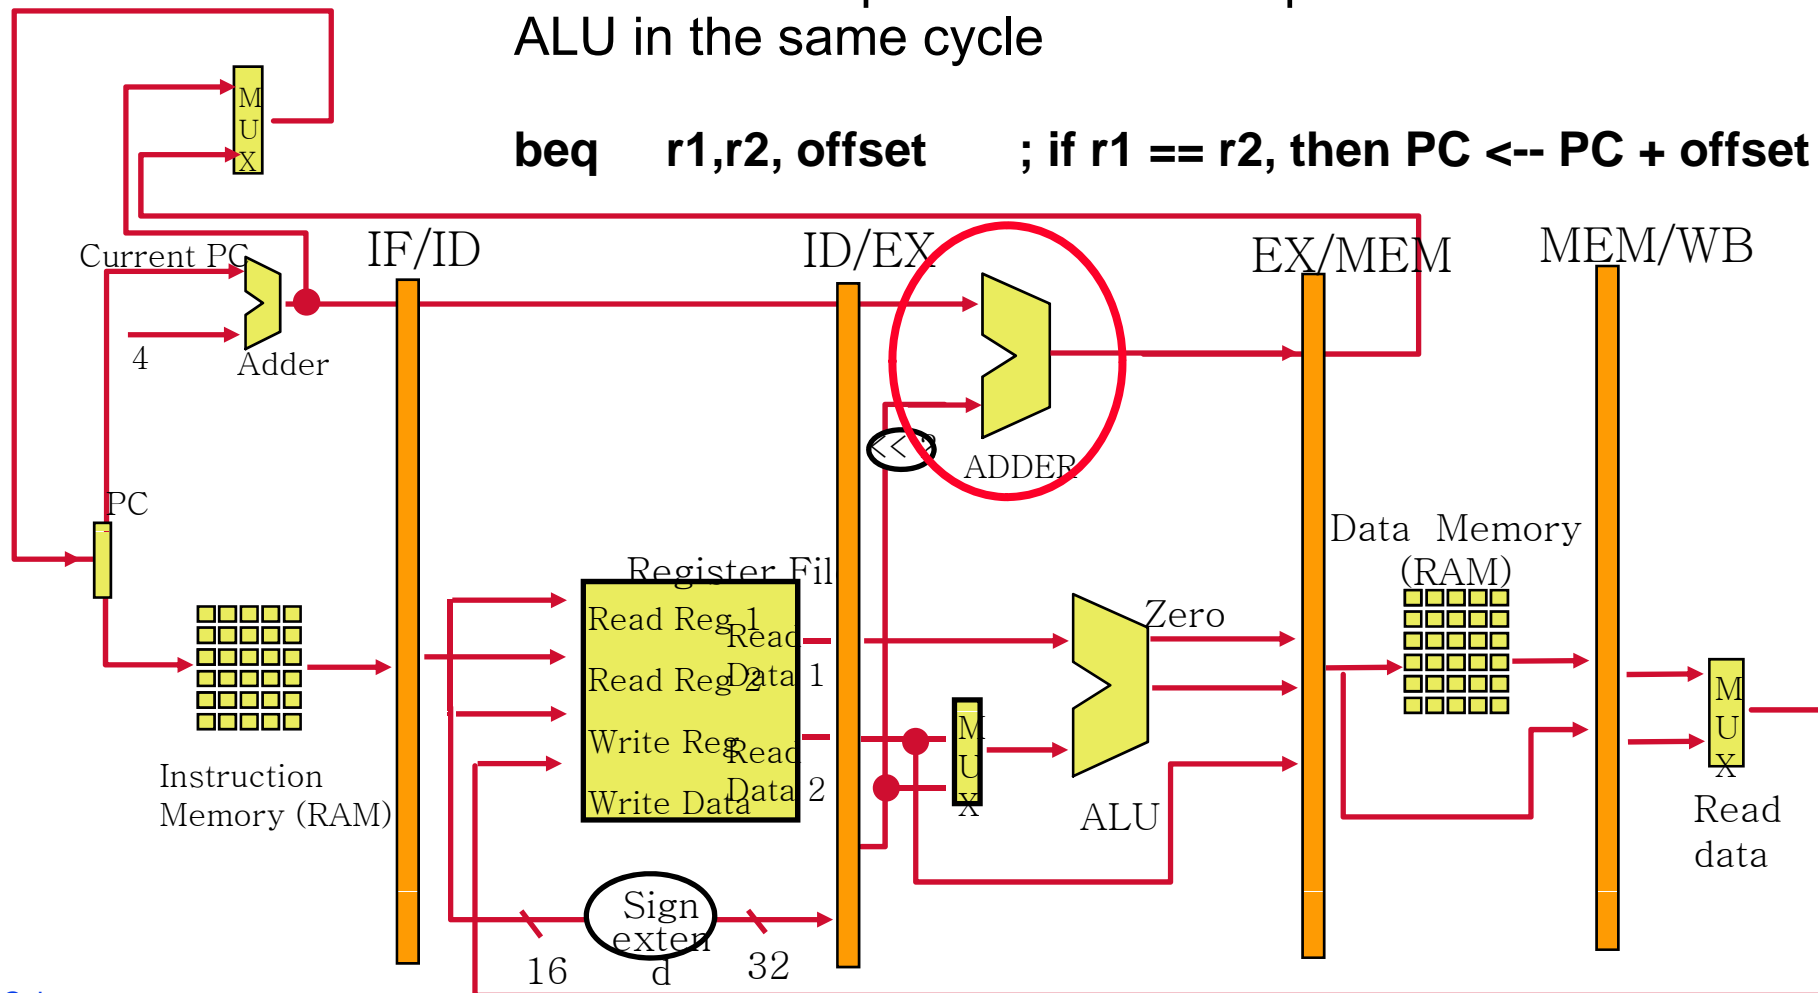 ALU in the same cycle
beq r1,r2, offset ; if r1 == r2, then PC <-- PC + offset
M
U
X
Current PC
IF/ID
ID/EX
EX/MEM
MEM/WB
4
Adder
<<
ADDER
PC
Data Memory
(RAM)
Register Fil
Read Reg 1
Read
Data 1
Read Reg 2
Write Reg
Read
Data 2
Write Data
Zero
M
U
X
ALU
M
U
X
Read
data
Instruction
Memory (RAM)
Sign
exten
d
16
32